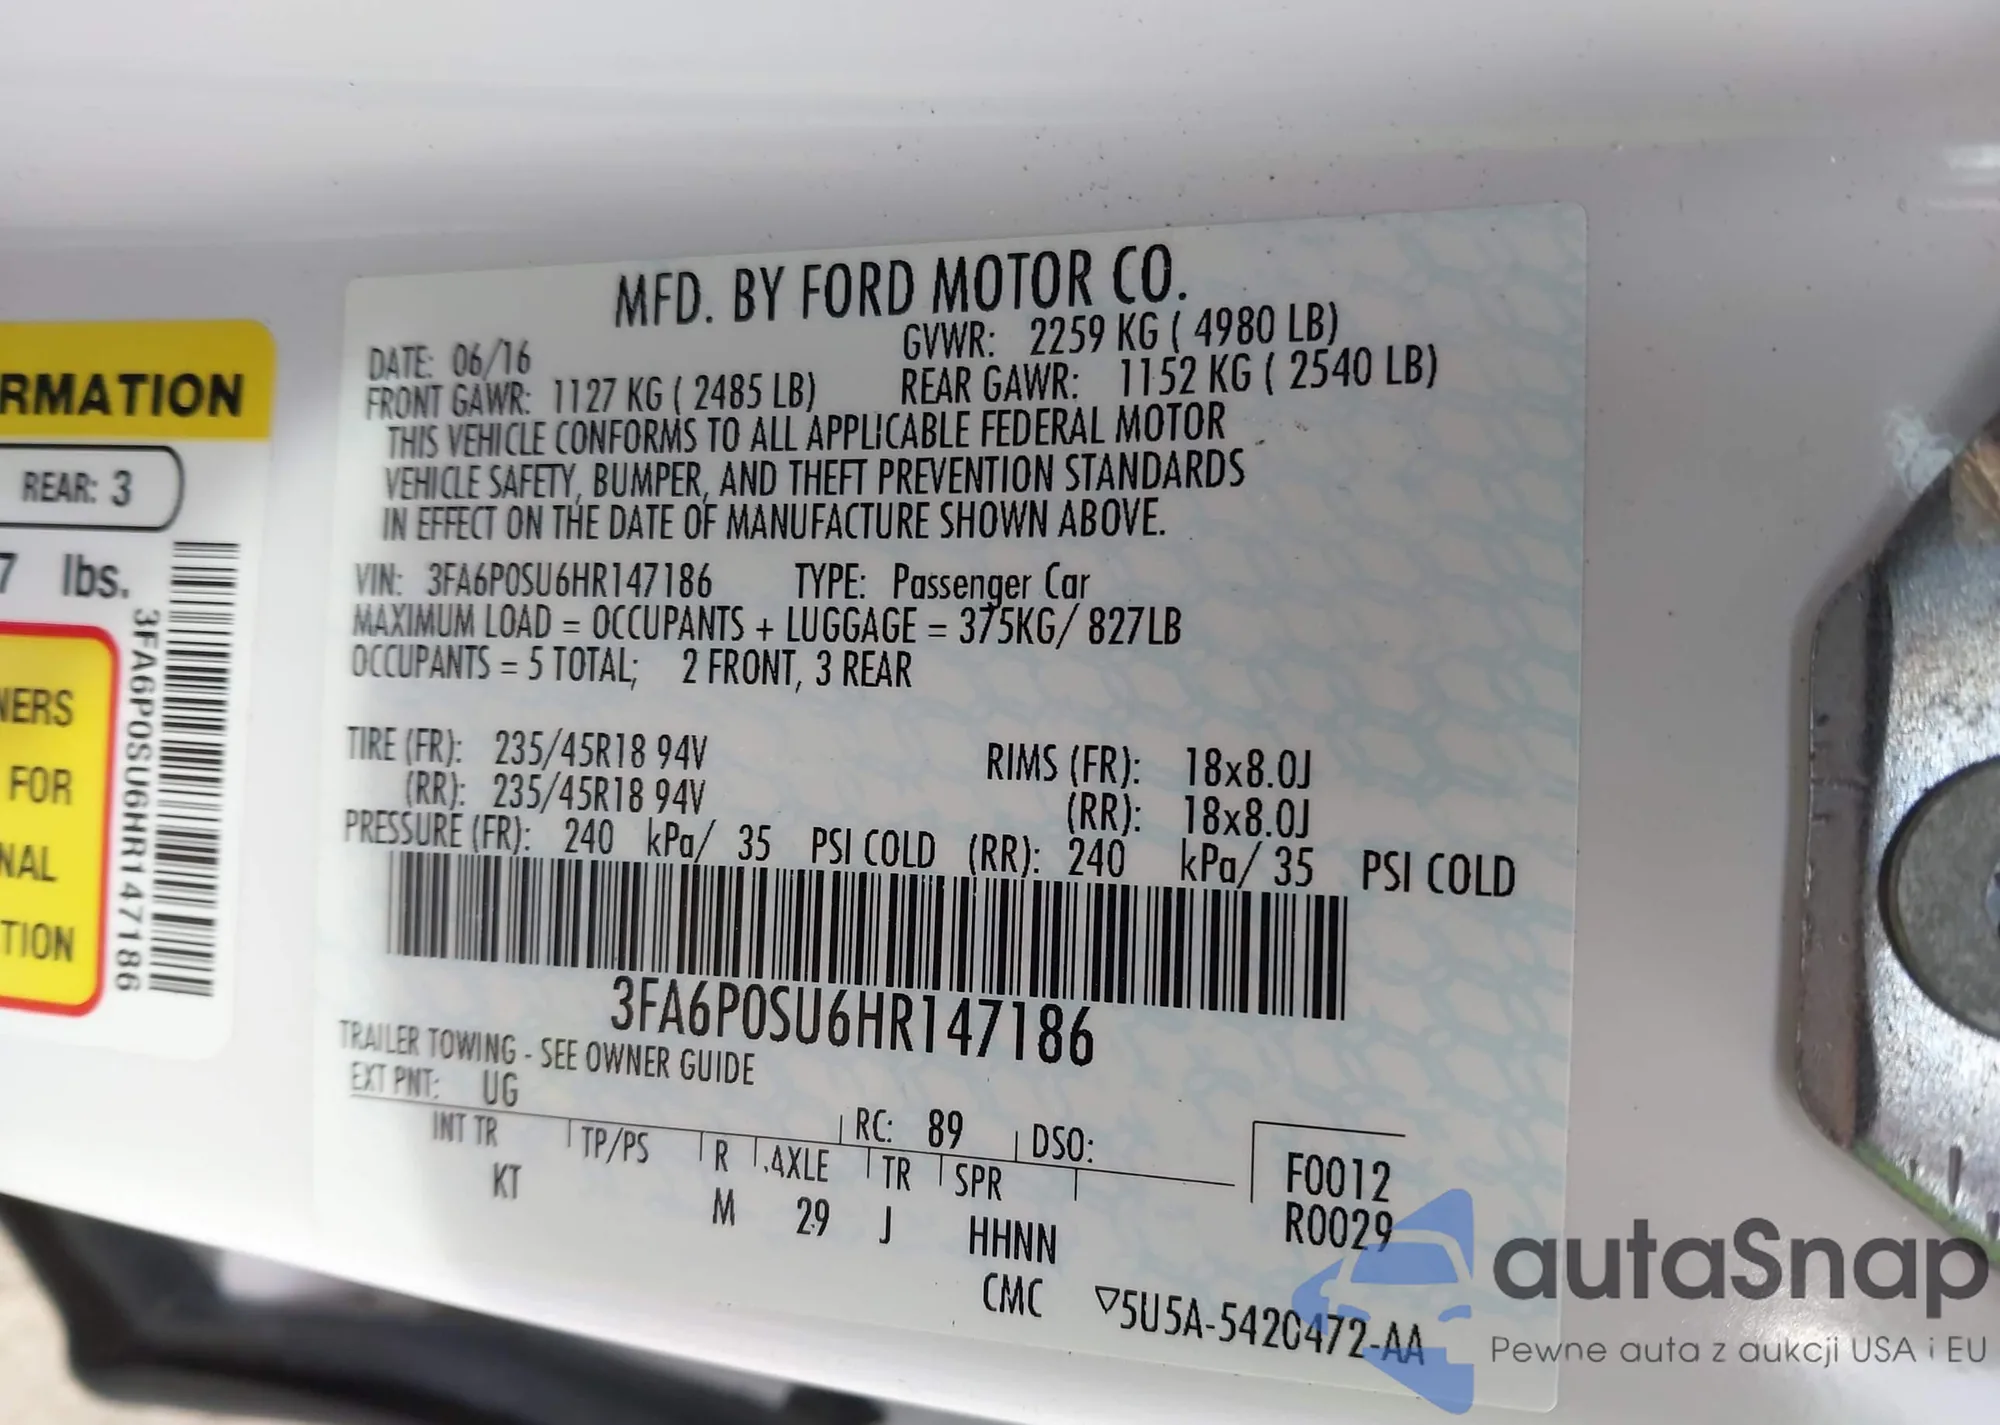 RMATION
REAR: 3
7 lbs.
NERS
FOR
NAL
TION
3FA6P0SU6HR147186
MFD. BY FORD MOTOR CO.
DATE: 06/16 GVWR: 2259 KG ( 4980 LB)
FRONT GAWR: 1127 KG ( 2485 LB) REAR GAWR: 1152 KG ( 2540 LB)
THIS VEHICLE CONFORMS TO ALL APPLICABLE FEDERAL MOTOR
VEHICLE SAFETY, BUMPER, AND THEFT PREVENTION STANDARDS
IN EFFECT ON THE DATE OF MANUFACTURE SHOWN ABOVE.
VIN: 3FA6P0SU6HR147186 TYPE: Passenger Car
MAXIMUM LOAD = OCCUPANTS + LUGGAGE = 375KG/ 827LB
OCCUPANTS = 5 TOTAL; 2 FRONT, 3 REAR
TIRE (FR): 235/45R18 94V RIMS (FR): 18x8.0J
(RR): 235/45R18 94V (RR): 18x8.0J
PRESSURE (FR): 240 kPa/ 35 PSI COLD (RR): 240 kPa/ 35 PSI COLD
3FA6P0SU6HR147186
TRAILER TOWING - SEE OWNER GUIDE
EXT PNT: UG RC: 89 DSO:
INT TR TP/PS R AXLE TR SPR
KT M 29 J HHNN
F0012
R0029
CMC ▽5U5A-5420472-AA
autaSnap
Pewne auta z aukcji USA i EU